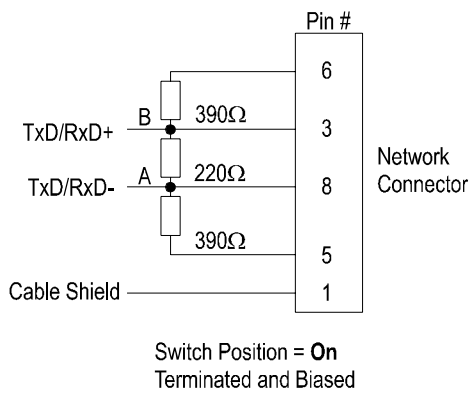 Pin #
6
B 390Ω 3
TxD/RxD+
A 220Ω 8
TxD/RxD-
Network
Connector
390Ω 5
Cable Shield 1
Switch Position = On
Terminated and Biased